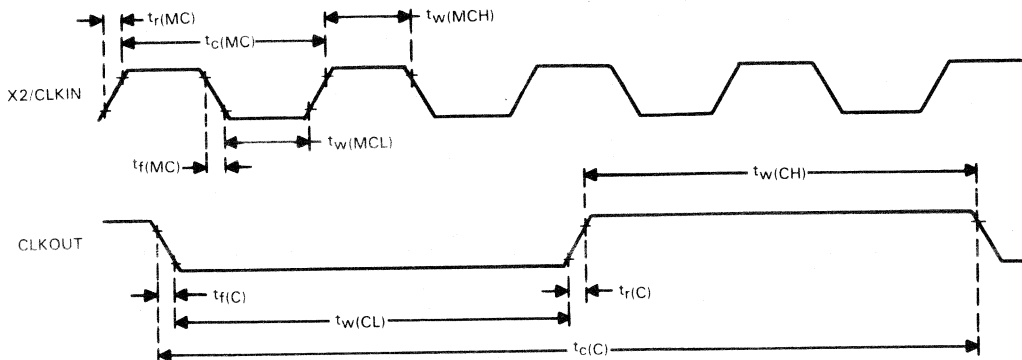 tr(MC)
tw(MCH)
tc(MC)
X2/CLKIN
tw(MCL)
tf(MC)
tw(CH)
CLKOUT
tf(C)
tr(C)
tw(CL)
tc(C)